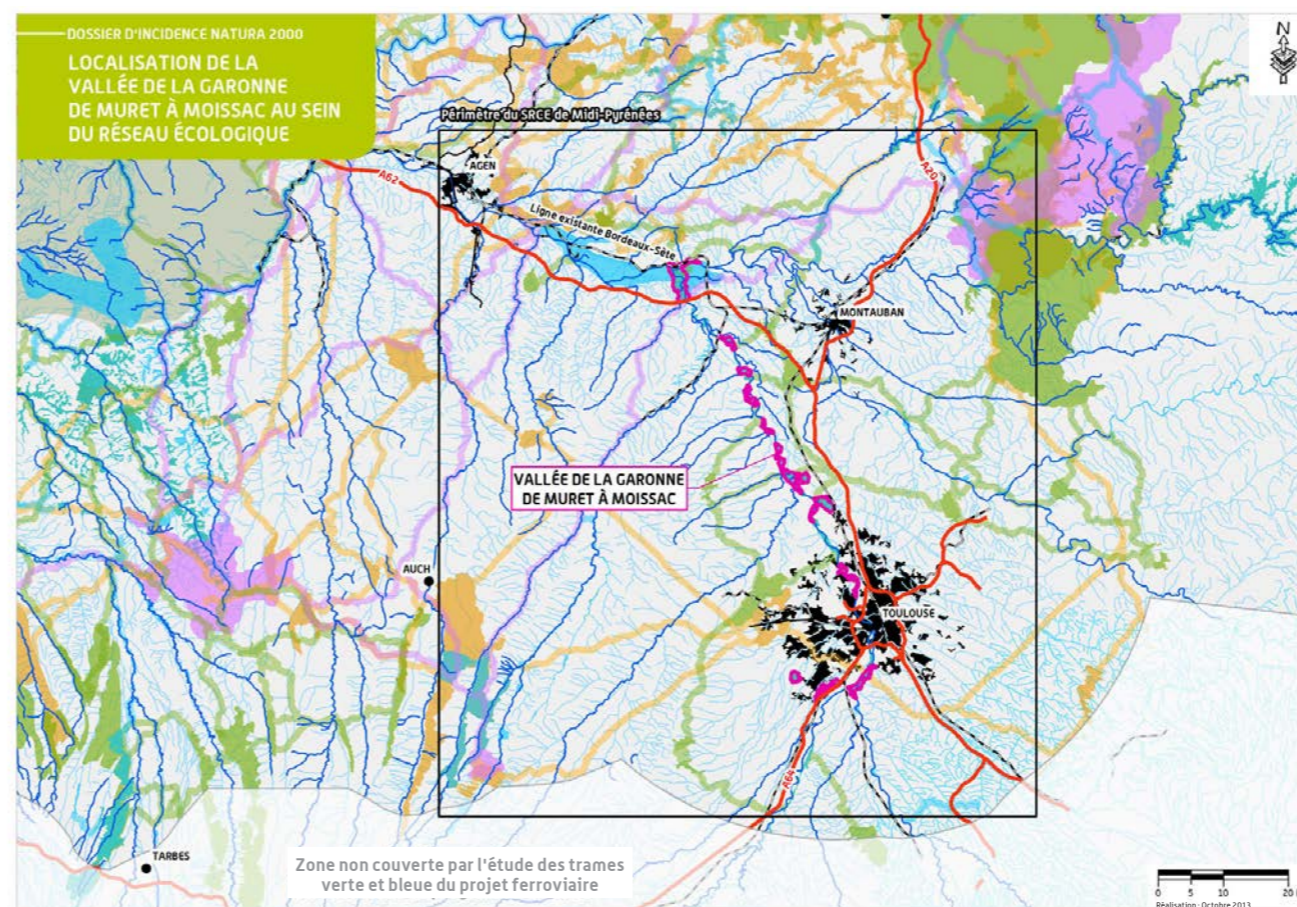 DOSSIER D'INCIDENCE NATURA 2000
LOCALISATION DE LA
VALLÉE DE LA GARONNE
DE MURET À MOISSAC AU SEIN
DU RÉSEAU ÉCOLOGIQUE
N
Périmètre du SRCE de Midi-Pyrénées
AGEN
A62
A20
Ligne existante Bordeaux-Sète
MONTAUBAN
VALLÉE DE LA GARONNE
DE MURET À MOISSAC
AUCH
TOULOUSE
A64
TARBES
Zone non couverte par l'étude des trames
verte et bleue du projet ferroviaire
0 5 10 20
Réalisation : Octobre 2013